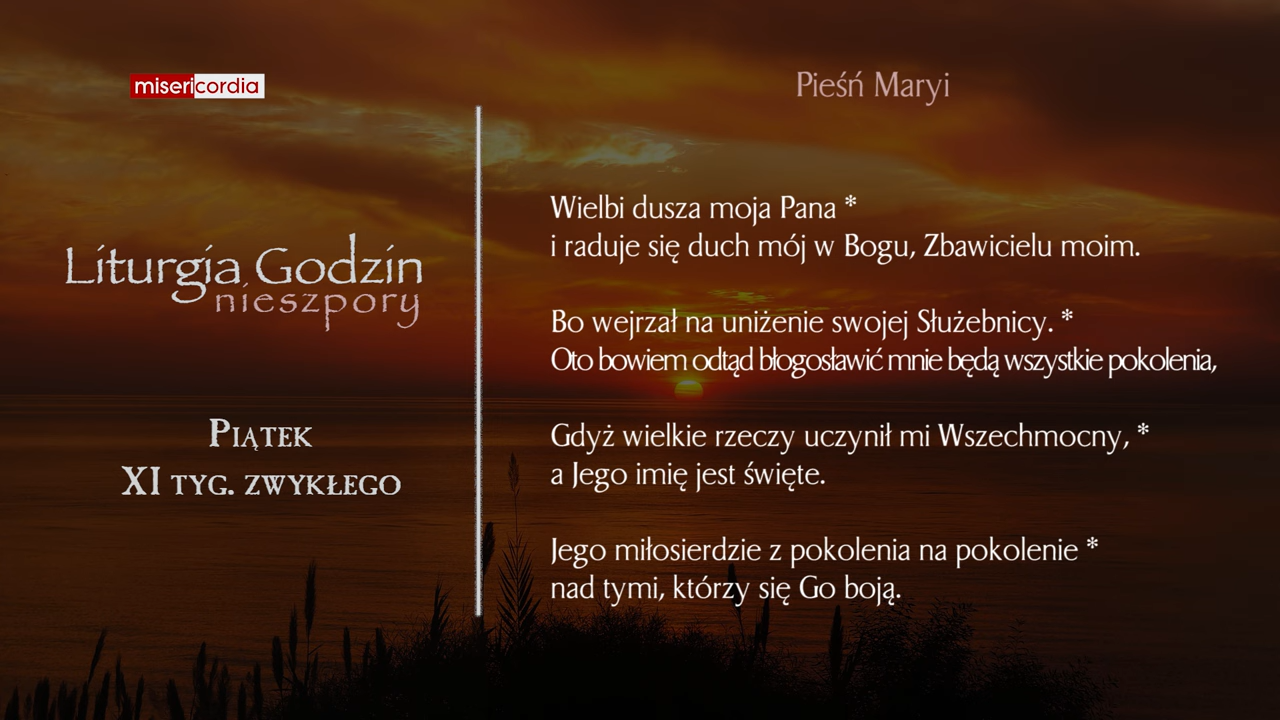 misericordia
Pieśń Maryi
Liturgia Godzin
nieszpory
Piątek
XI tyg. zwykłego
Wielbi dusza moja Pana *
i raduje się duch mój w Bogu, Zbawicielu moim.
Bo wejrzał na uniżenie swojej Służebnicy. *
Oto bowiem odtąd błogosławić mnie będą wszystkie pokolenia,
Gdyż wielkie rzeczy uczynił mi Wszechmocny, *
a Jego imię jest święte.
Jego miłosierdzie z pokolenia na pokolenie *
nad tymi, którzy się Go boją.